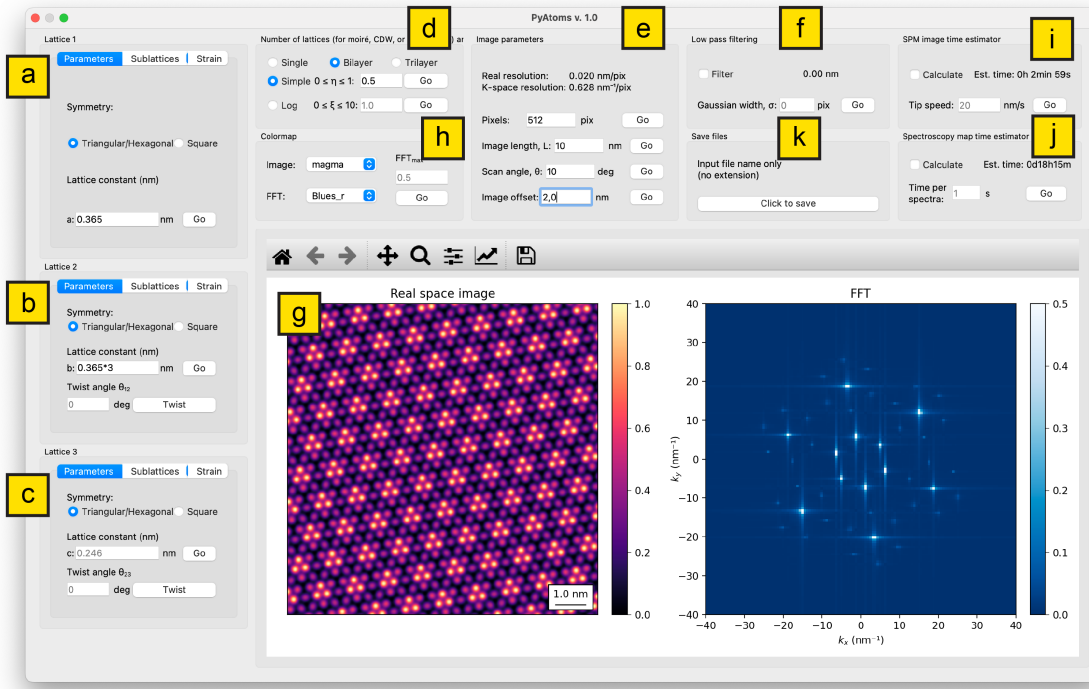 PyAtoms v. 1.0
a
Lattice 1
Parameters Sublattices Strain
Symmetry:
Triangular/Hexagonal Square
Lattice constant (nm)
a: 0.365 nm Go
b
Lattice 2
Parameters Sublattices Strain
Symmetry:
Triangular/Hexagonal Square
Lattice constant (nm)
b: 0.365*3 nm Go
Twist angle θ₁₂
0 deg Twist
c
Lattice 3
Parameters Sublattices Strain
Symmetry:
Triangular/Hexagonal Square
Lattice constant (nm)
c: 0.246 nm Go
Twist angle θ₂₃
0 deg Twist
d
Number of lattices (for moiré, CDW, or ) ar
Single Bilayer Trilayer
Simple 0 ≤ η ≤ 1: 0.5 Go
Log 0 ≤ ξ ≤ 10: 1.0 Go
h
Colormap
Image: magma
FFT: Blues_r
FFTmax
0.5
Go
e
Image parameters
Real resolution: 0.020 nm/pix
K-space resolution: 0.628 nm⁻¹/pix
Pixels: 512 pix Go
Image length, L: 10 nm Go
Scan angle, θ: 10 deg Go
Image offset: 2,0 nm Go
f
Low pass filtering
Filter 0.00 nm
Gaussian width, σ: 0 pix Go
k
Save files
Input file name only
(no extension)
Click to save
i
SPM image time estimator
Calculate Est. time: 0h 2min 59s
Tip speed: 20 nm/s Go
j
Spectroscopy map time estimator
Calculate Est. time: 0d18h15m
Time per
spectra: 1 s Go
g
Real space image
1.0 nm
1.0
0.8
0.6
0.4
0.2
0.0
FFT
40
30
20
10
0
−10
−20
−30
−40
ky (nm⁻¹)
−40 −30 −20 −10 0 10 20 30 40
kx (nm⁻¹)
0.5
0.4
0.3
0.2
0.1
0.0